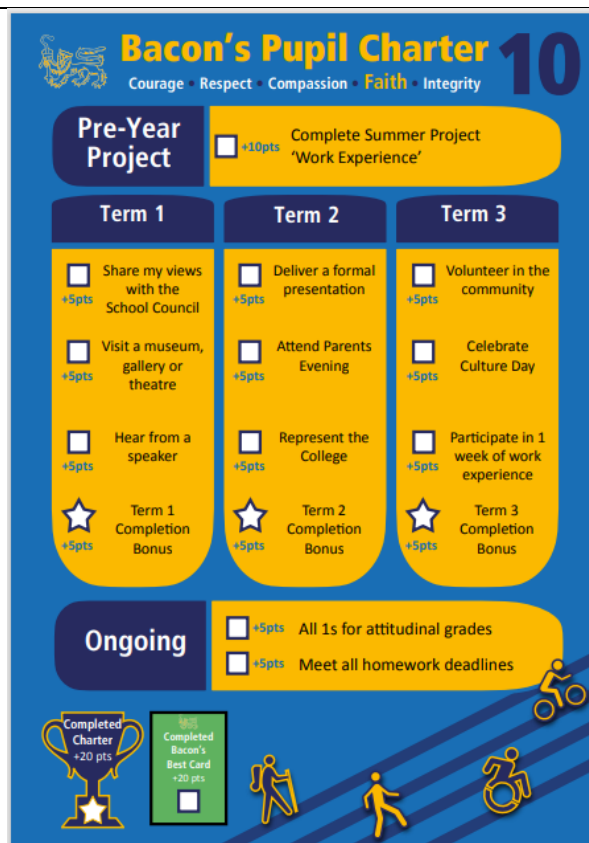 Bacon's Pupil Charter 10
Courage • Respect • Compassion • Faith • Integrity
Pre-Year
Project
+10pts
Complete Summer Project
'Work Experience'
Term 1
+5pts
Share my views
with the
School Council
+5pts
Visit a museum,
gallery or
theatre
+5pts
Hear from a
speaker
+5pts
Term 1
Completion
Bonus
Term 2
+5pts
Deliver a formal
presentation
+5pts
Attend Parents
Evening
+5pts
Represent the
College
+5pts
Term 2
Completion
Bonus
Term 3
+5pts
Volunteer in the
community
+5pts
Celebrate
Culture Day
+5pts
Participate in 1
week of work
experience
+5pts
Term 3
Completion
Bonus
Ongoing
+5pts All 1s for attitudinal grades
+5pts Meet all homework deadlines
Completed
Charter
+20 pts
Completed
Bacon's
Best Card
+20 pts